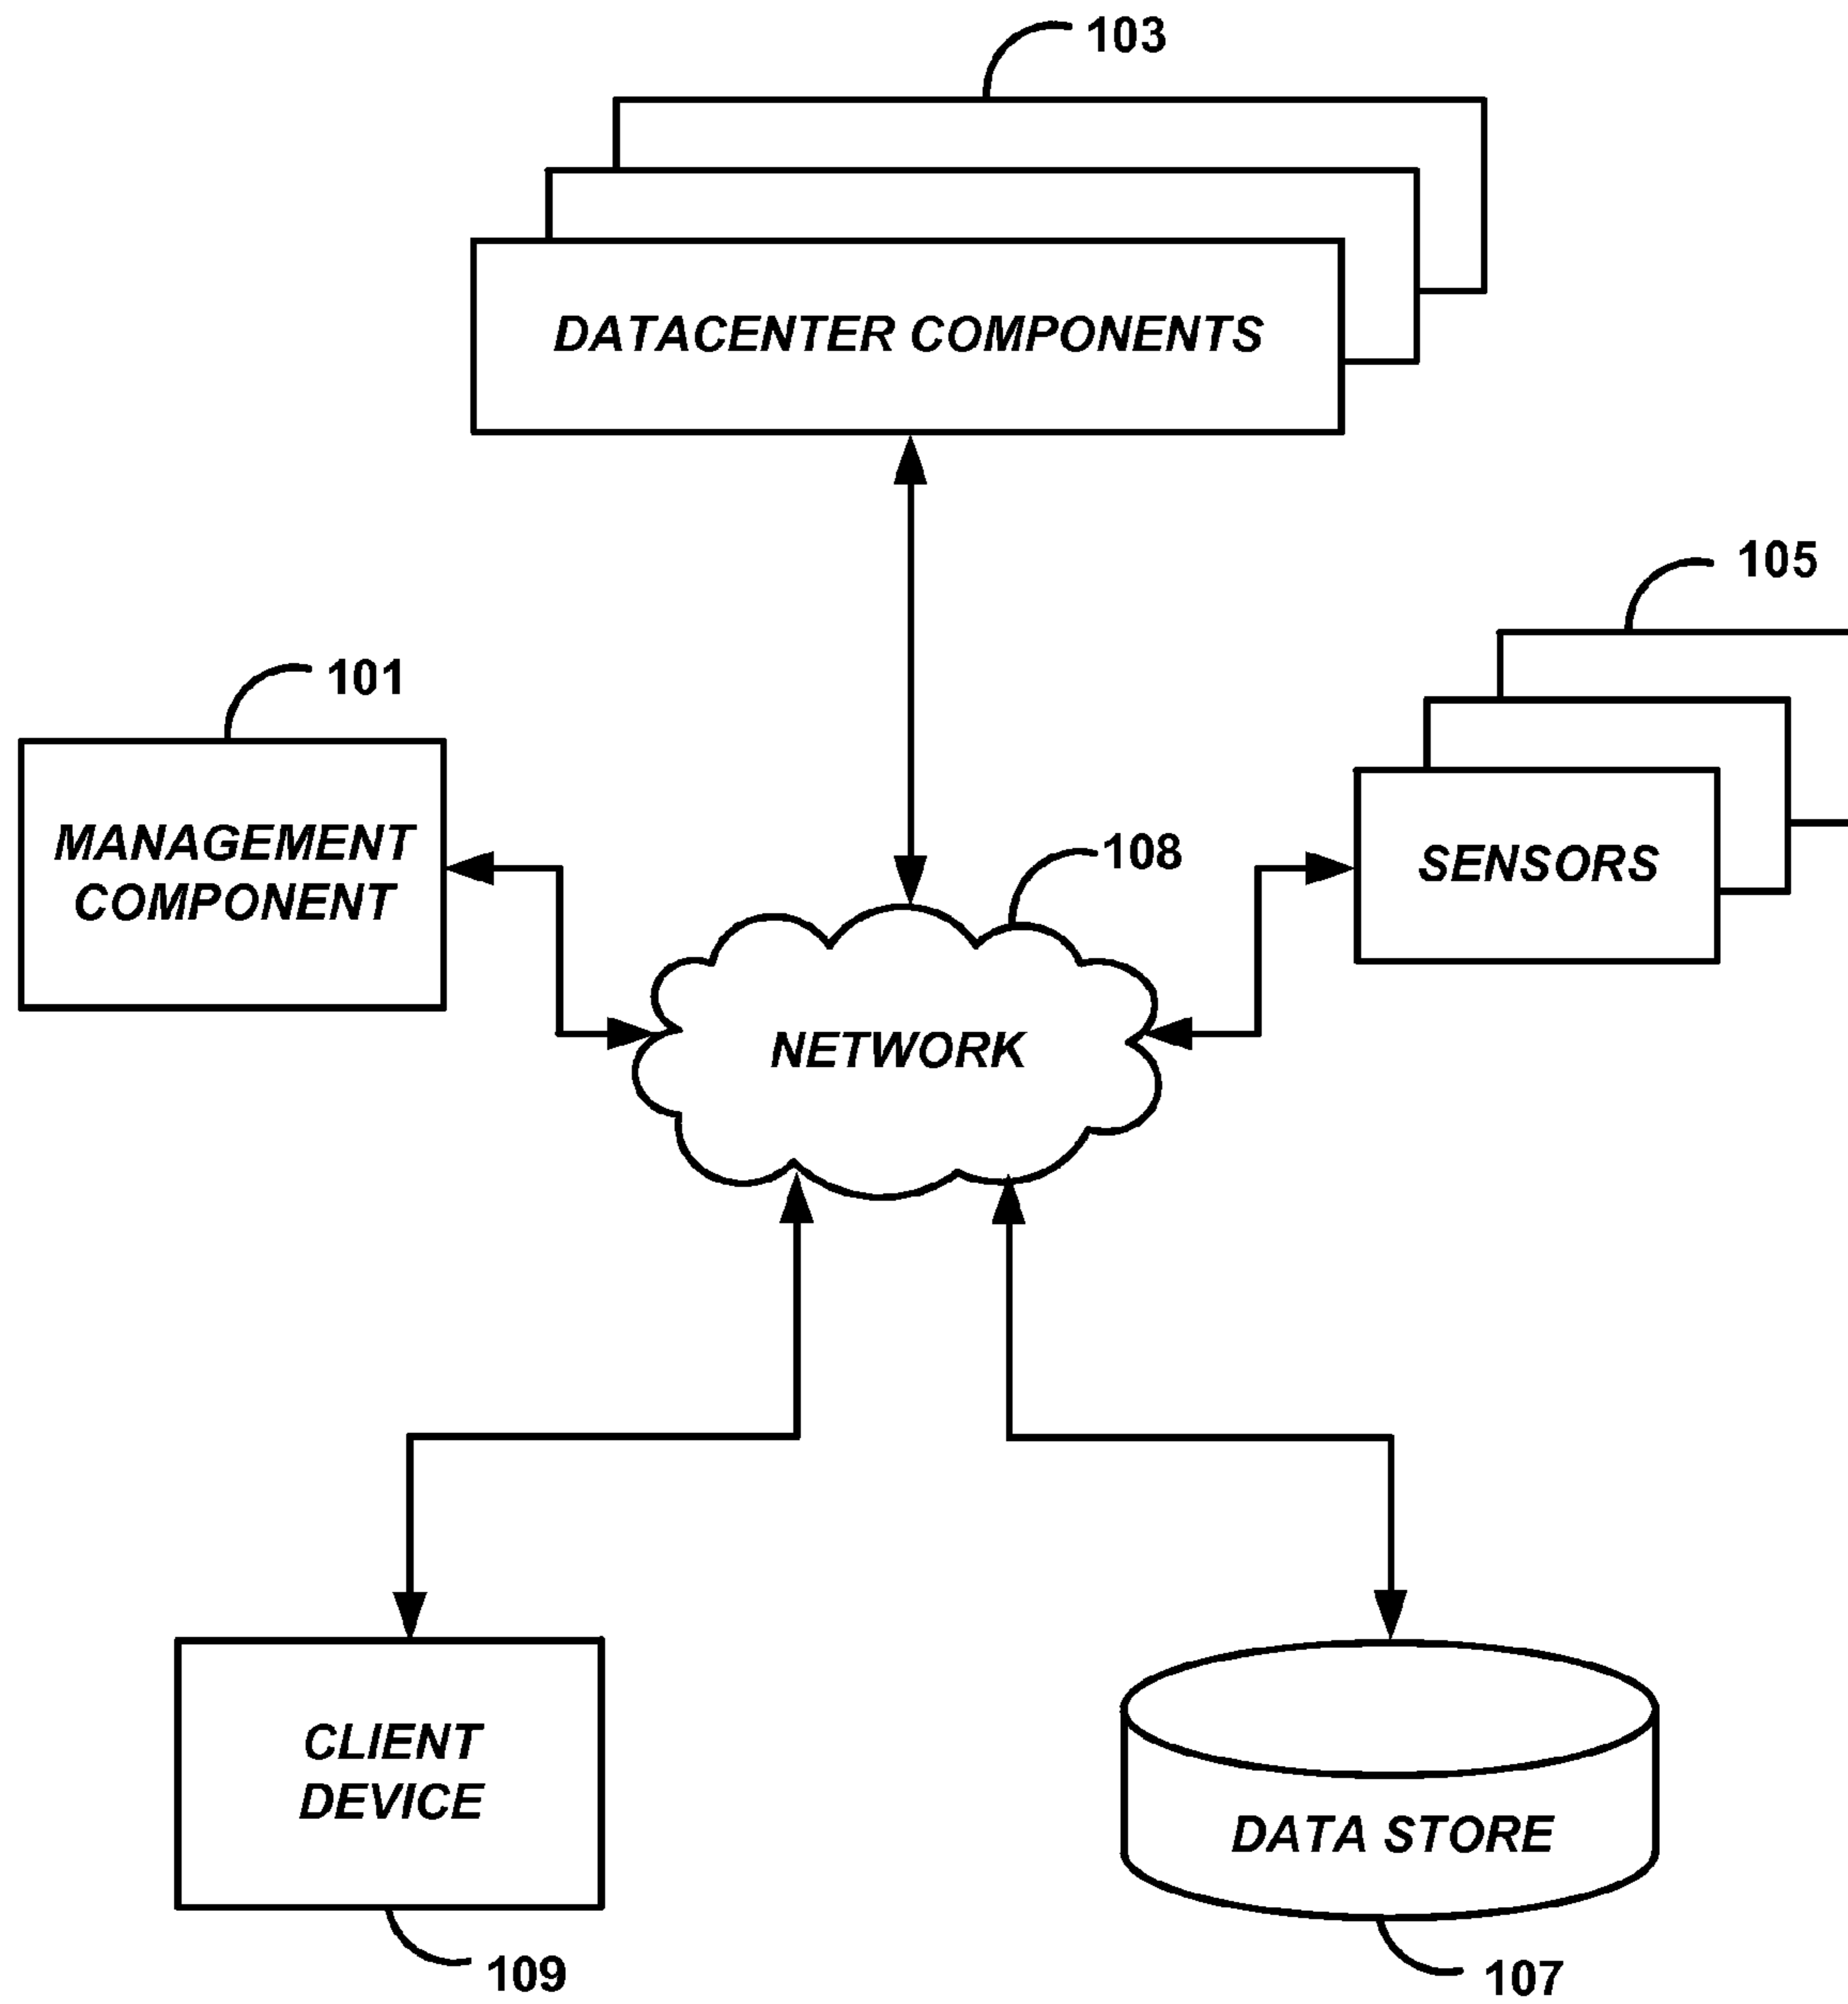 103
DATACENTER COMPONENTS
105
101
MANAGEMENT
COMPONENT
108
SENSORS
NETWORK
CLIENT
DEVICE
DATA STORE
109
107